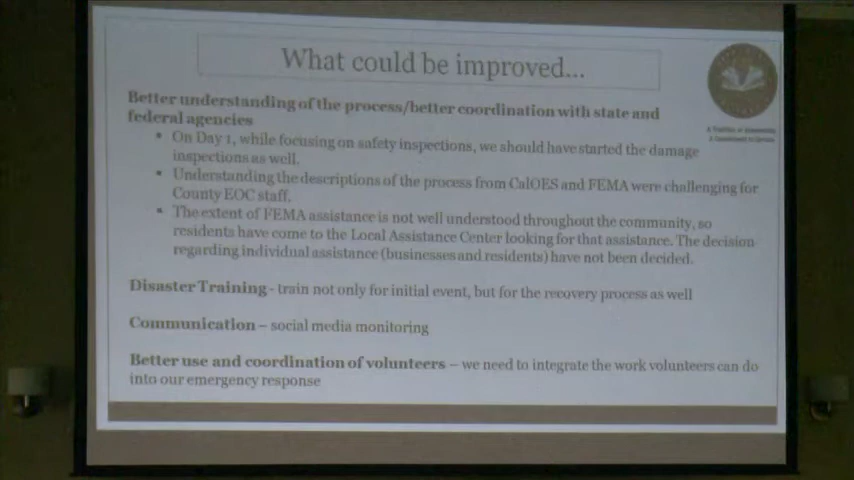 What could be improved...
Better understanding of the process/better coordination with state and
federal agencies
▪ On Day 1, while focusing on safety inspections, we should have started the damage
inspections as well.
▪ Understanding the descriptions of the process from CalOES and FEMA were challenging for
County EOC staff.
▪ The extent of FEMA assistance is not well understood throughout the community, so
residents have come to the Local Assistance Center looking for that assistance. The decision
regarding individual assistance (businesses and residents) have not been decided.
Disaster Training - train not only for initial event, but for the recovery process as well
Communication – social media monitoring
Better use and coordination of volunteers – we need to integrate the work volunteers can do
into our emergency response
A Tradition of Stewardship
A Commitment to Service